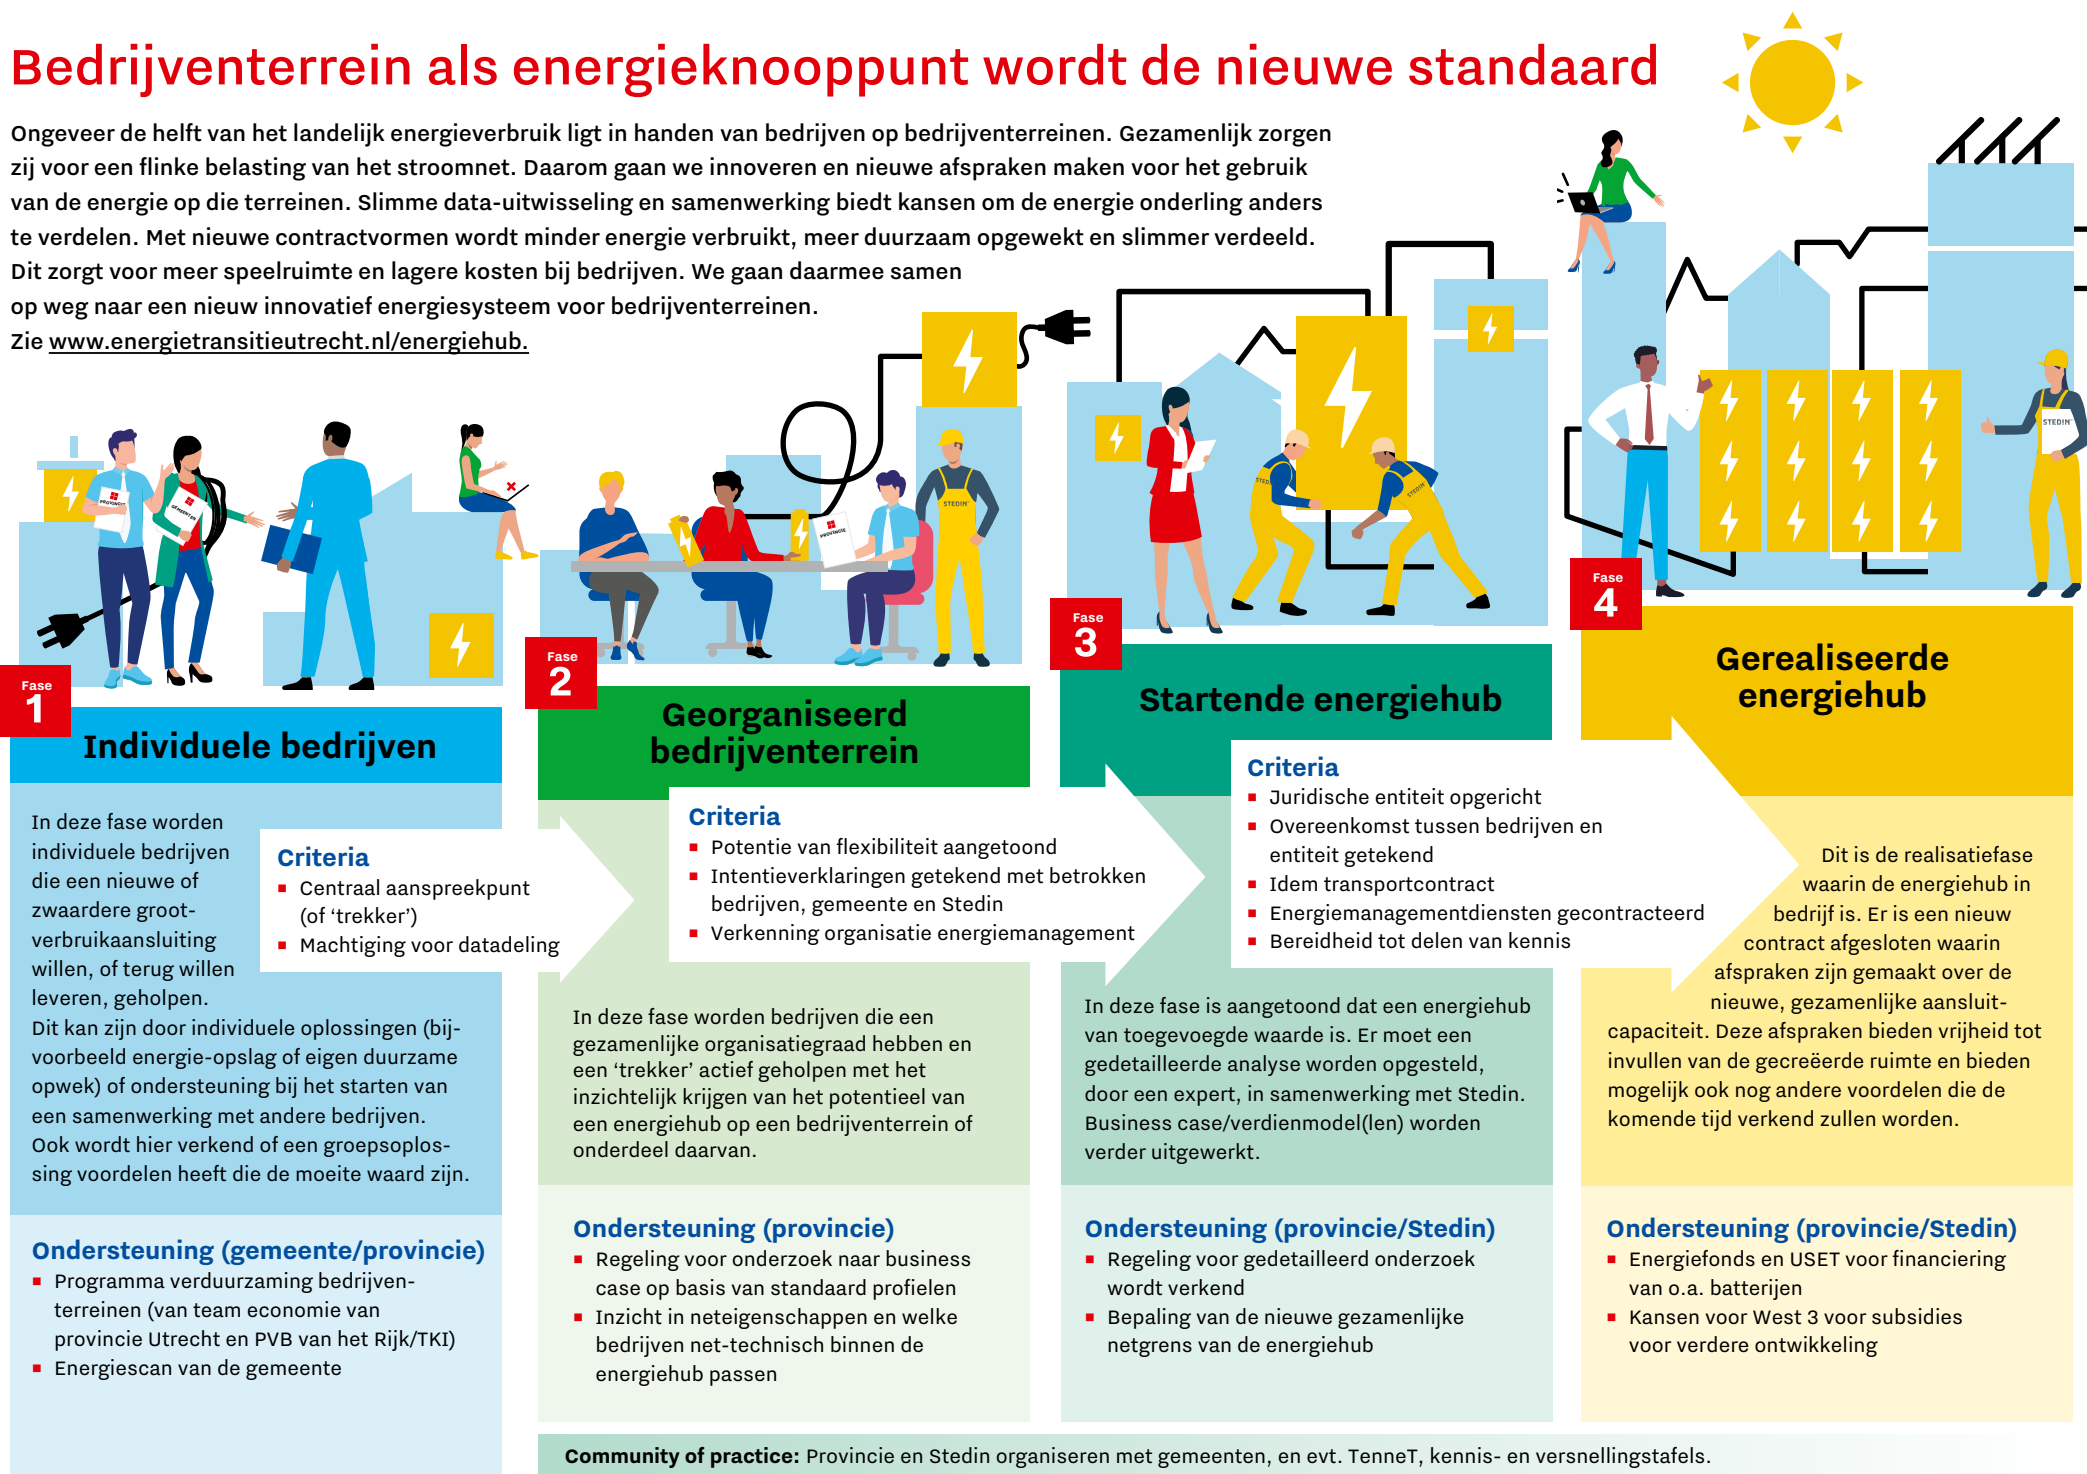 Bedrijventerrein als energieknooppunt wordt de nieuwe standaard
Ongeveer de helft van het landelijk energieverbruik ligt in handen van bedrijven op bedrijventerreinen. Gezamenlijk zorgen
zij voor een flinke belasting van het stroomnet. Daarom gaan we innoveren en nieuwe afspraken maken voor het gebruik
van de energie op die terreinen. Slimme data-uitwisseling en samenwerking biedt kansen om de energie onderling anders
te verdelen. Met nieuwe contractvormen wordt minder energie verbruikt, meer duurzaam opgewekt en slimmer verdeeld.
Dit zorgt voor meer speelruimte en lagere kosten bij bedrijven. We gaan daarmee samen
op weg naar een nieuw innovatief energiesysteem voor bedrijventerreinen.
Zie www.energietransitieutrecht.nl/energiehub.
PROVINCIE
GEMEENTEN
PROVINCIE
STEDIN
STEDIN
STEDIN
STEDIN
Fase
1
Individuele bedrijven
In deze fase worden
individuele bedrijven
die een nieuwe of
zwaardere groot-
verbruikaansluiting
willen, of terug willen
leveren, geholpen.
Dit kan zijn door individuele oplossingen (bij-
voorbeeld energie-opslag of eigen duurzame
opwek) of ondersteuning bij het starten van
een samenwerking met andere bedrijven.
Ook wordt hier verkend of een groepsoplos-
sing voordelen heeft die de moeite waard zijn.
Criteria
Centraal aanspreekpunt
(of ‘trekker’)
Machtiging voor datadeling
Ondersteuning (gemeente/provincie)
Programma verduurzaming bedrijven-
terreinen (van team economie van
provincie Utrecht en PVB van het Rijk/TKI)
Energiescan van de gemeente
Fase
2
Georganiseerd
bedrijventerrein
Criteria
Potentie van flexibiliteit aangetoond
Intentieverklaringen getekend met betrokken
bedrijven, gemeente en Stedin
Verkenning organisatie energiemanagement
In deze fase worden bedrijven die een
gezamenlijke organisatiegraad hebben en
een ‘trekker’ actief geholpen met het
inzichtelijk krijgen van het potentieel van
een energiehub op een bedrijventerrein of
onderdeel daarvan.
Ondersteuning (provincie)
Regeling voor onderzoek naar business
case op basis van standaard profielen
Inzicht in neteigenschappen en welke
bedrijven net-technisch binnen de
energiehub passen
Fase
3
Startende energiehub
Criteria
Juridische entiteit opgericht
Overeenkomst tussen bedrijven en
entiteit getekend
Idem transportcontract
Energiemanagementdiensten gecontracteerd
Bereidheid tot delen van kennis
In deze fase is aangetoond dat een energiehub
van toegevoegde waarde is. Er moet een
gedetailleerde analyse worden opgesteld,
door een expert, in samenwerking met Stedin.
Business case/verdienmodel(len) worden
verder uitgewerkt.
Ondersteuning (provincie/Stedin)
Regeling voor gedetailleerd onderzoek
wordt verkend
Bepaling van de nieuwe gezamenlijke
netgrens van de energiehub
Fase
4
Gerealiseerde
energiehub
Dit is de realisatiefase
waarin de energiehub in
bedrijf is. Er is een nieuw
contract afgesloten waarin
afspraken zijn gemaakt over de
nieuwe, gezamenlijke aansluit-
capaciteit. Deze afspraken bieden vrijheid tot
invullen van de gecreëerde ruimte en bieden
mogelijk ook nog andere voordelen die de
komende tijd verkend zullen worden.
Ondersteuning (provincie/Stedin)
Energiefonds en USET voor financiering
van o.a. batterijen
Kansen voor West 3 voor subsidies
voor verdere ontwikkeling
Community of practice: Provincie en Stedin organiseren met gemeenten, en evt. TenneT, kennis- en versnellingstafels.